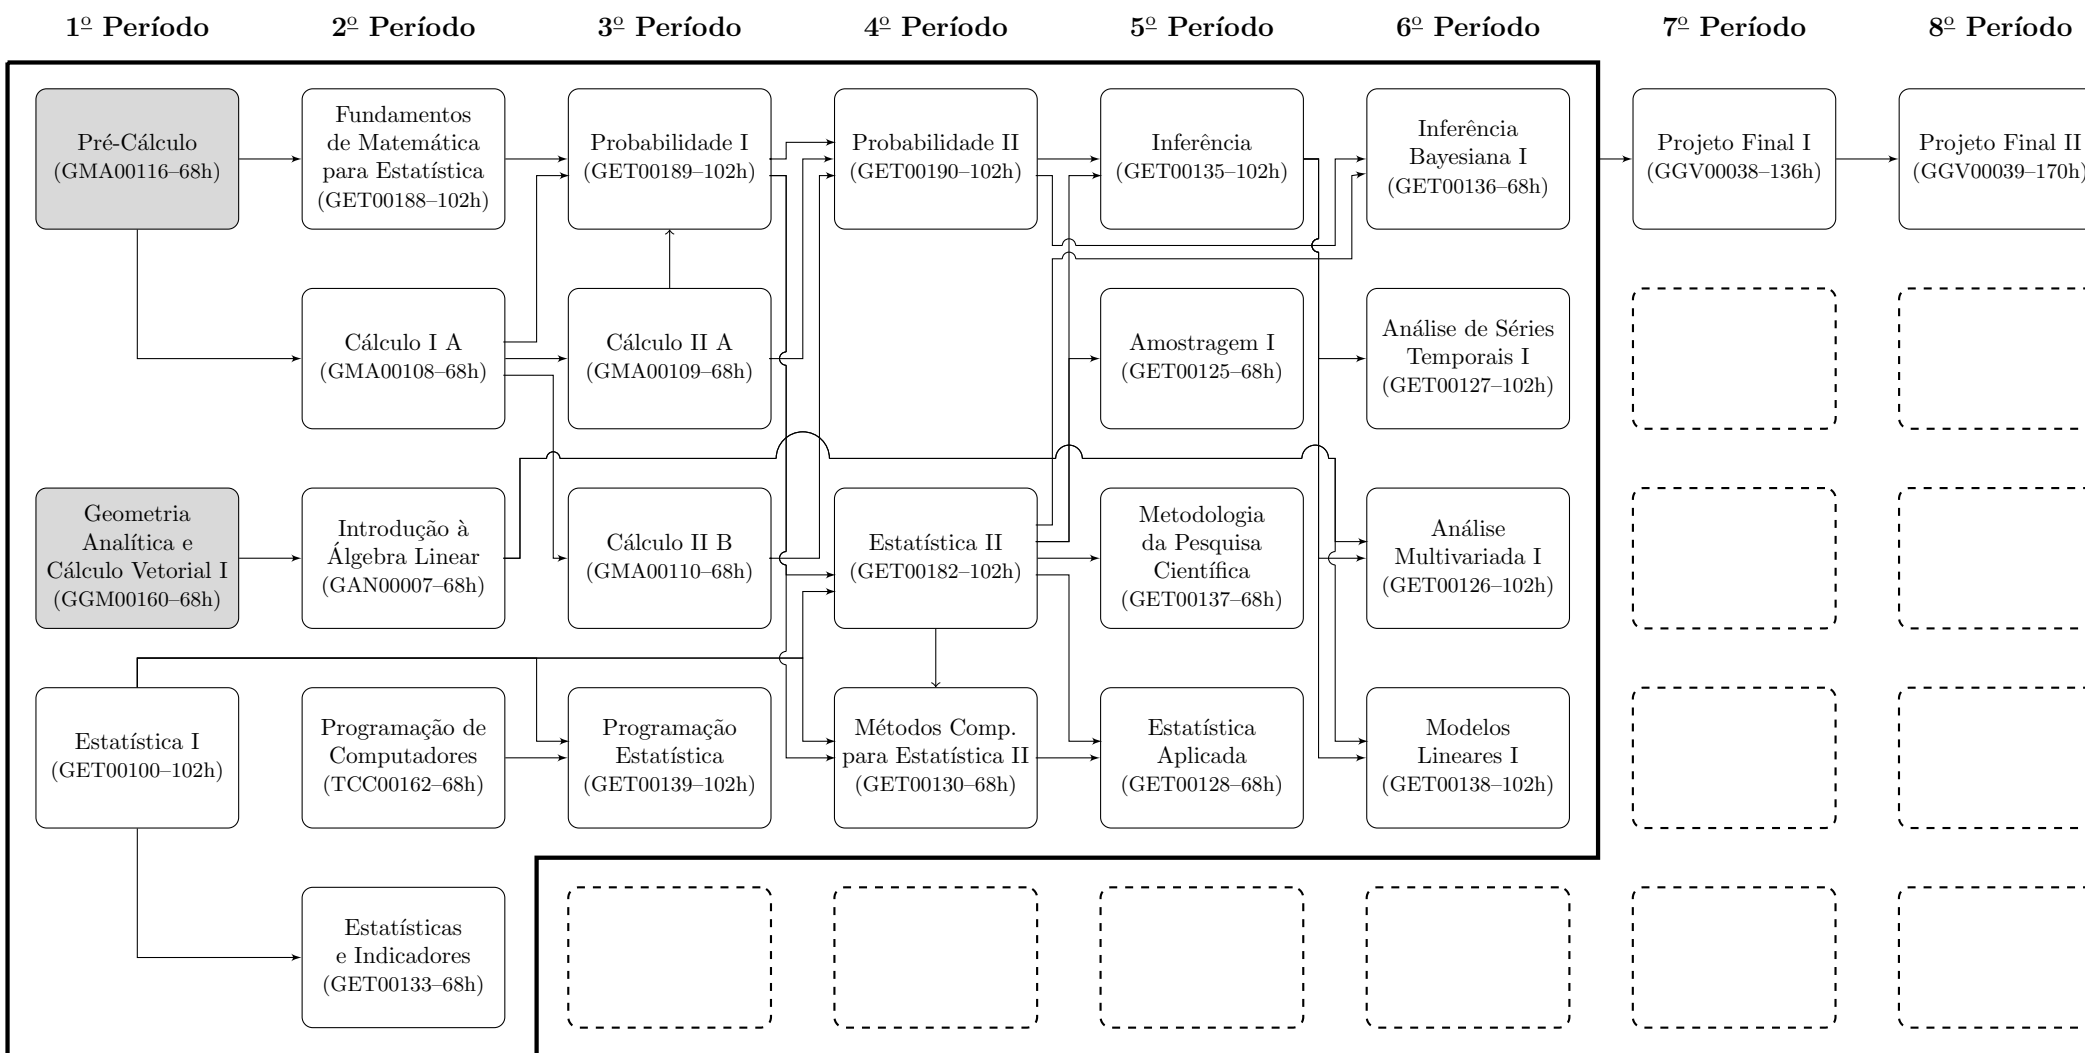 1º Período
2º Período
3º Período
4º Período
5º Período
6º Período
7º Período
8º Período
Pré-Cálculo
(GMA00116–68h)
Fundamentos
de Matemática
para Estatística
(GET00188–102h)
Probabilidade I
(GET00189–102h)
Probabilidade II
(GET00190–102h)
Inferência
(GET00135–102h)
Inferência
Bayesiana I
(GET00136–68h)
Projeto Final I
(GGV00038–136h)
Projeto Final II
(GGV00039–170h)
Cálculo I A
(GMA00108–68h)
Cálculo II A
(GMA00109–68h)
Amostragem I
(GET00125–68h)
Análise de Séries
Temporais I
(GET00127–102h)
Geometria
Analítica e
Cálculo Vetorial I
(GGM00160–68h)
Introdução à
Álgebra Linear
(GAN00007–68h)
Cálculo II B
(GMA00110–68h)
Estatística II
(GET00182–102h)
Metodologia
da Pesquisa
Científica
(GET00137–68h)
Análise
Multivariada I
(GET00126–102h)
Estatística I
(GET00100–102h)
Programação de
Computadores
(TCC00162–68h)
Programação
Estatística
(GET00139–102h)
Métodos Comp.
para Estatística II
(GET00130–68h)
Estatística
Aplicada
(GET00128–68h)
Modelos
Lineares I
(GET00138–102h)
Estatísticas
e Indicadores
(GET00133–68h)